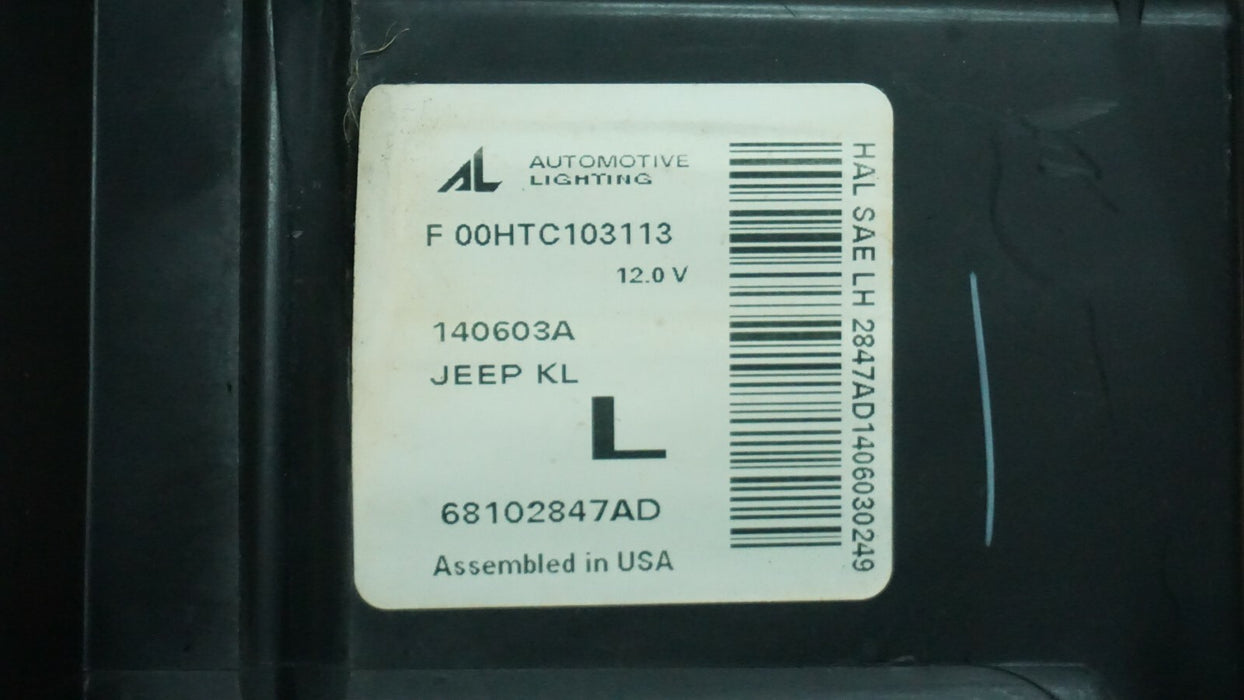 AL AUTOMOTIVE
LIGHTING
F 00HTC103113
12.0 V
140603A
JEEP KL
L
68102847AD
Assembled in USA
HAL SAE LH 2847AD1406030249